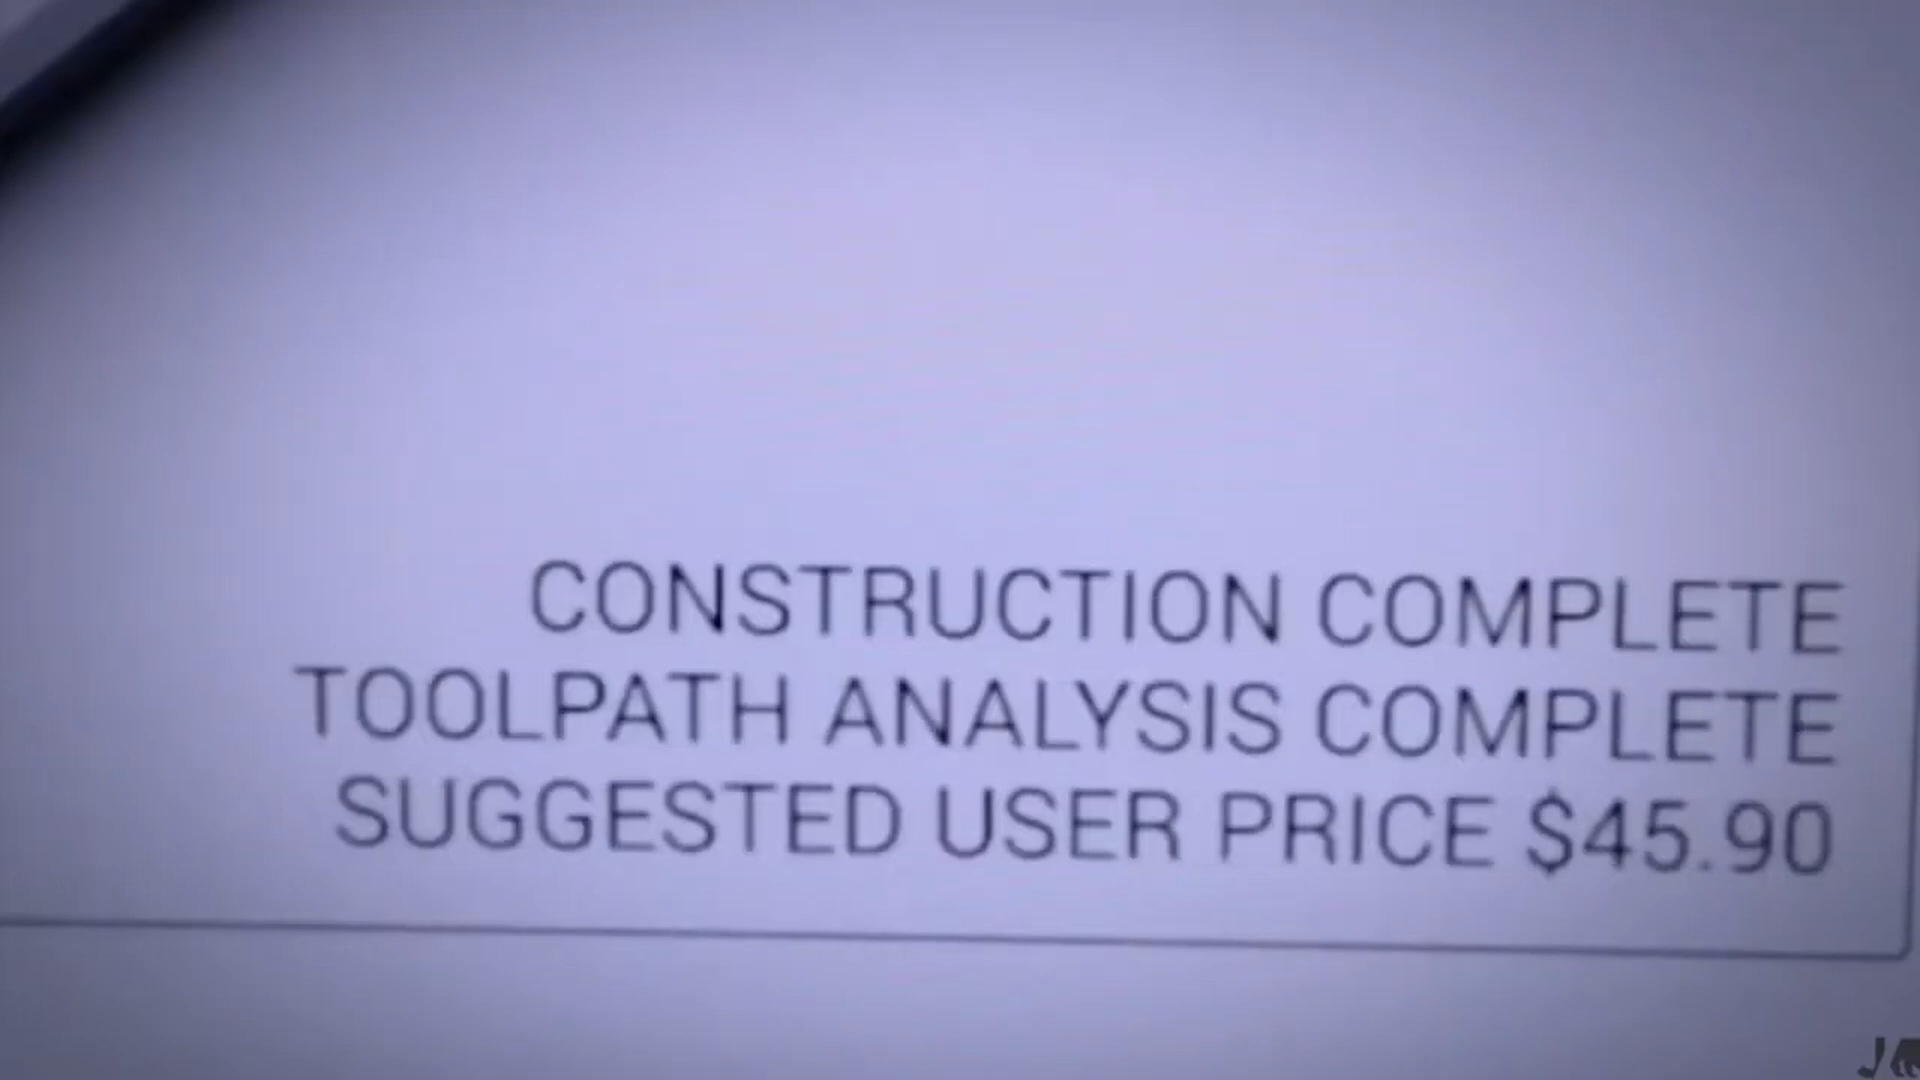 CONSTRUCTION COMPLETE
TOOLPATH ANALYSIS COMPLETE
SUGGESTED USER PRICE $45.90